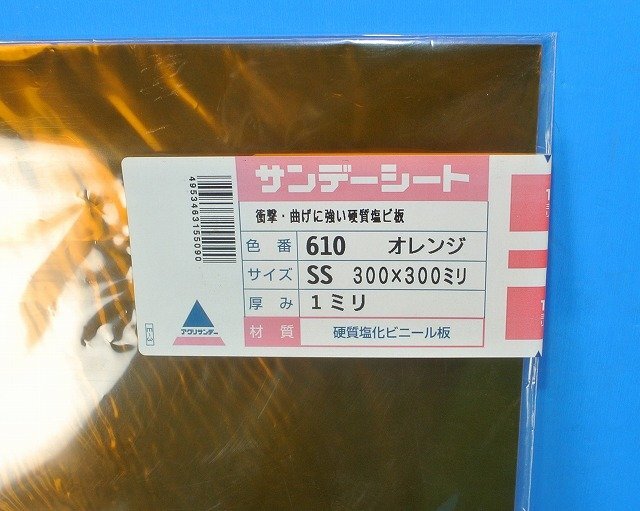 サンデーシート
衝撃・曲げに強い硬質塩ビ板
色番 610 オレンジ
サイズ SS 300×300ミリ
厚み 1ミリ
材質 硬質塩化ビニール板
4953463155090
アクリサンデー